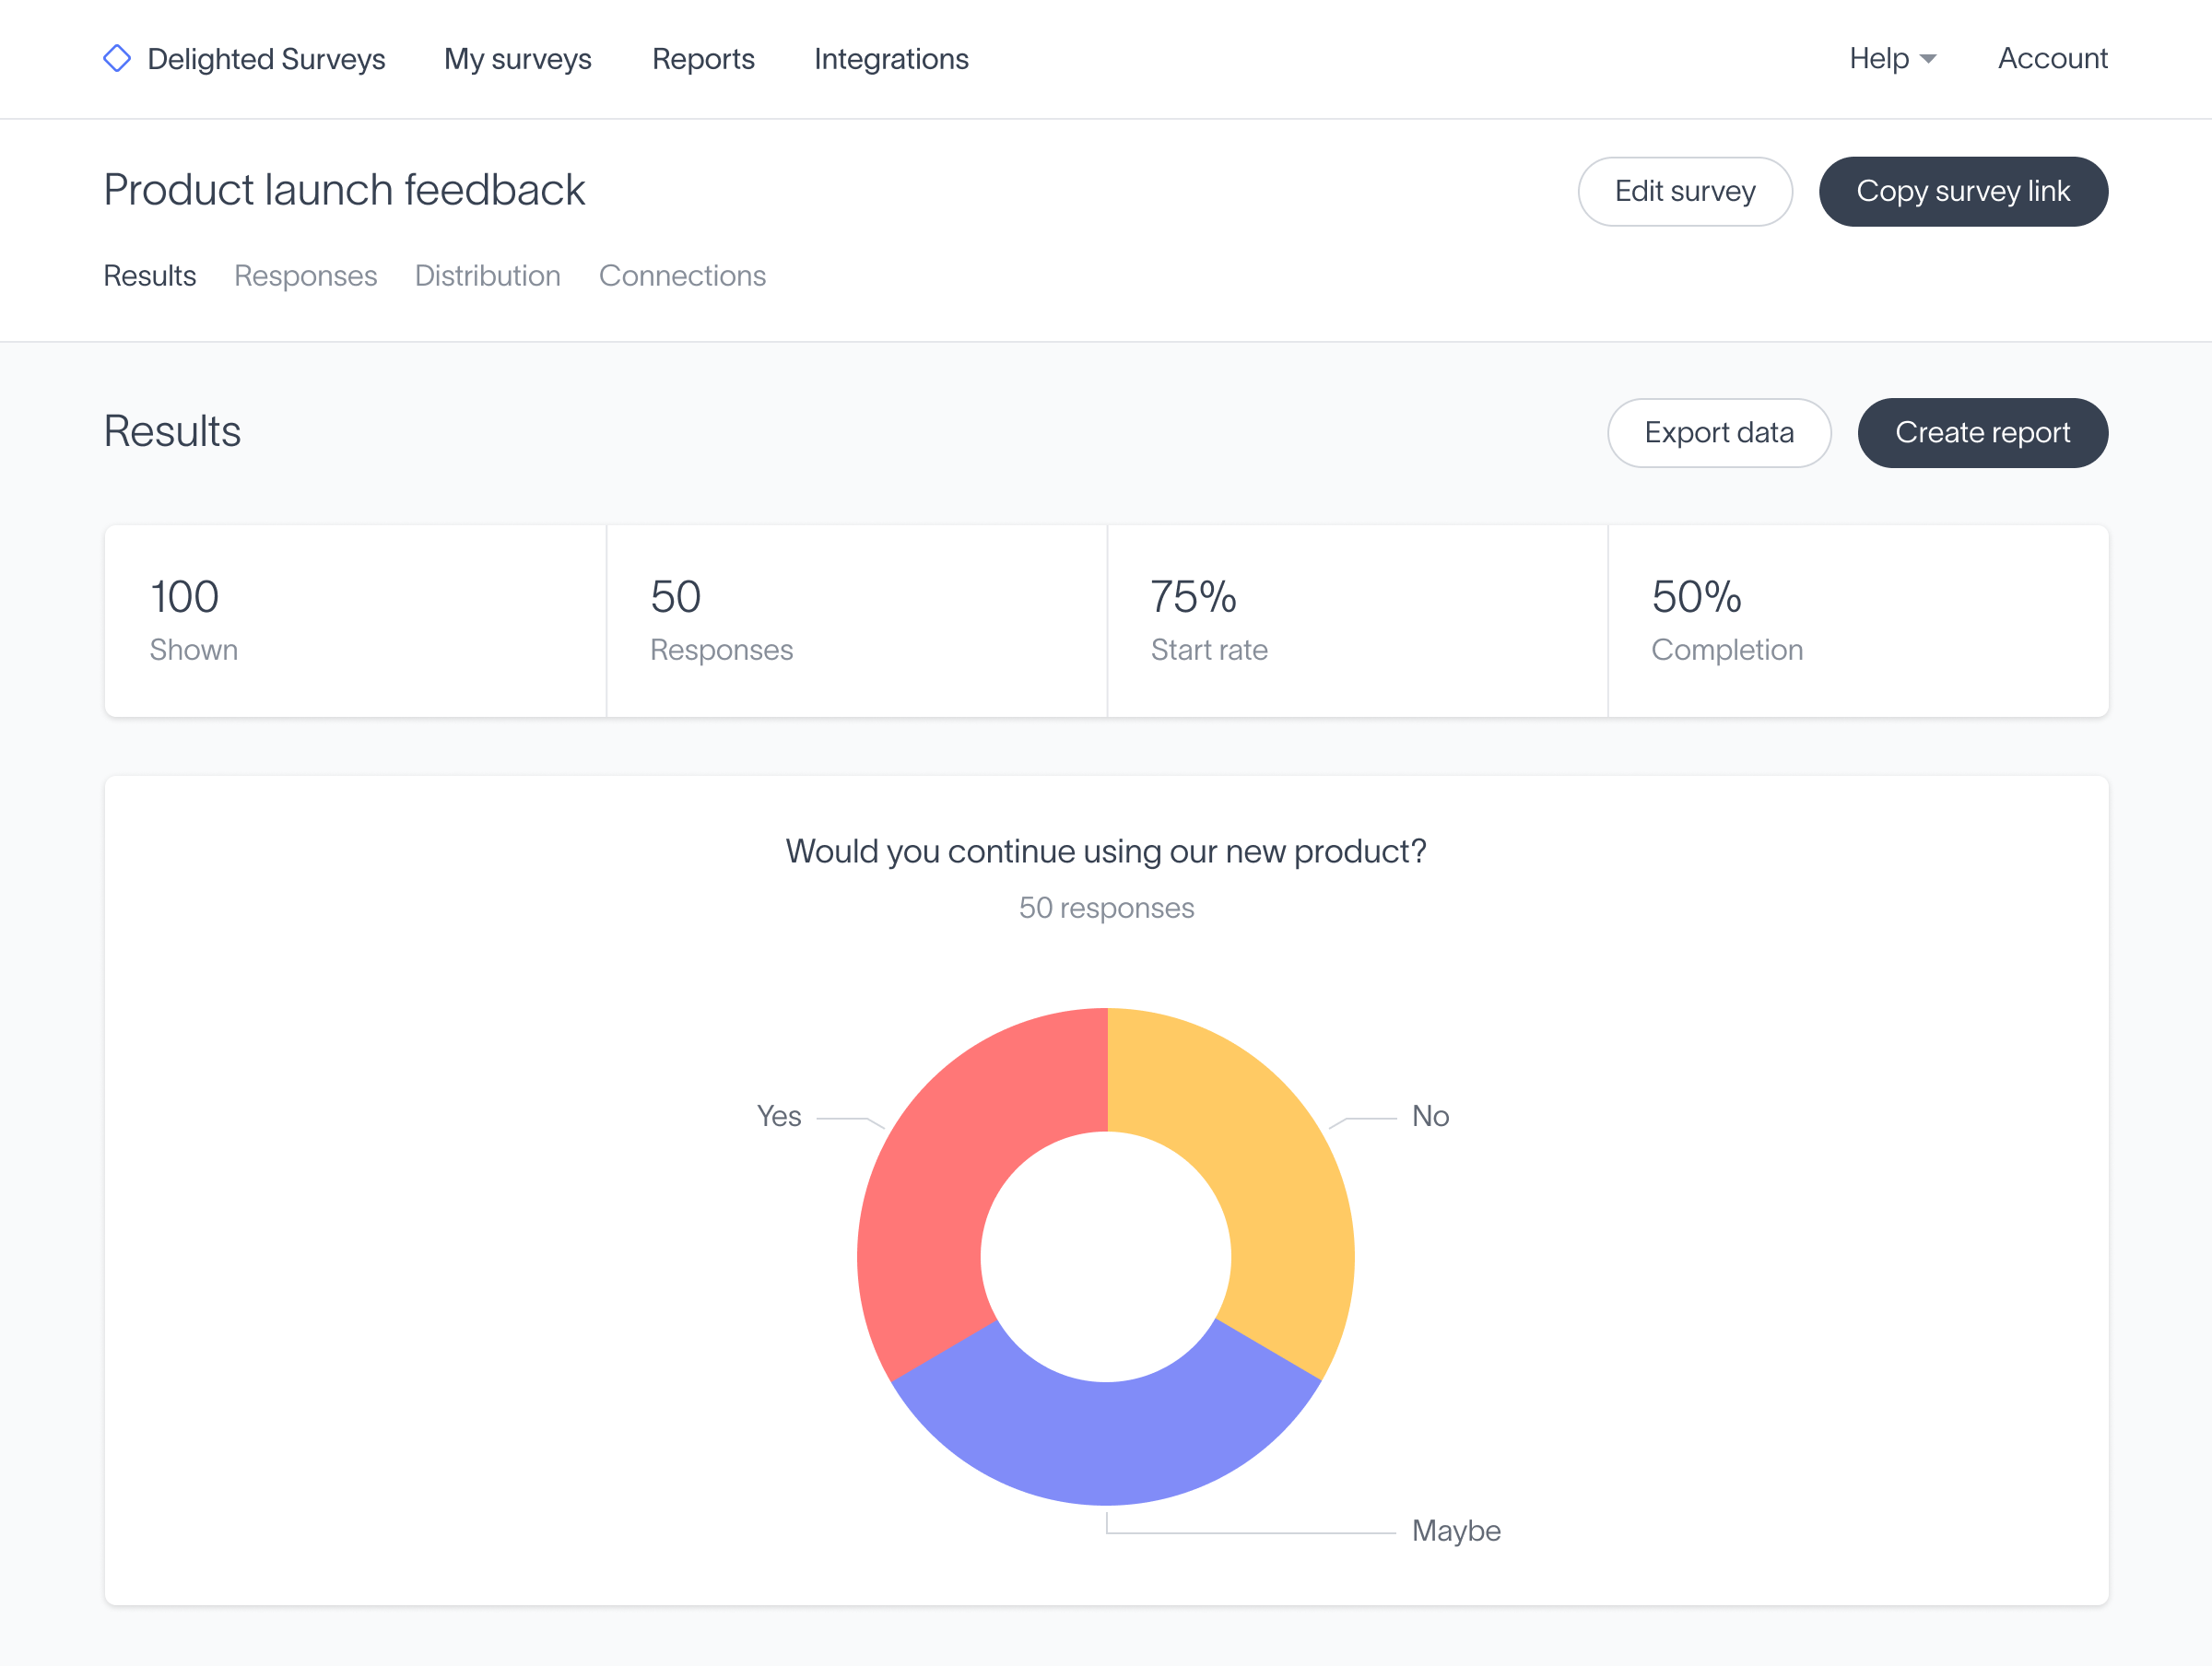 Delighted Surveys My surveys Reports Integrations Help Account
Product launch feedback Edit survey Copy survey link
Results Responses Distribution Connections
Results Export data Create report
100 50 75% 50%
Shown Responses Start rate Completion
Would you continue using our new product?
50 responses
Yes No
Maybe